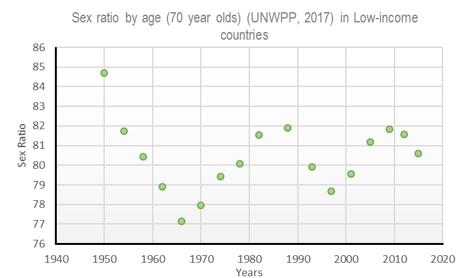 Sex ratio by age (70 year olds) (UNWPP, 2017) in Low-income
countries
86
85
84
83
82
81
80
79
78
77
76
Sex Ratio
1940 1950 1960 1970 1980 1990 2000 2010 2020
Years